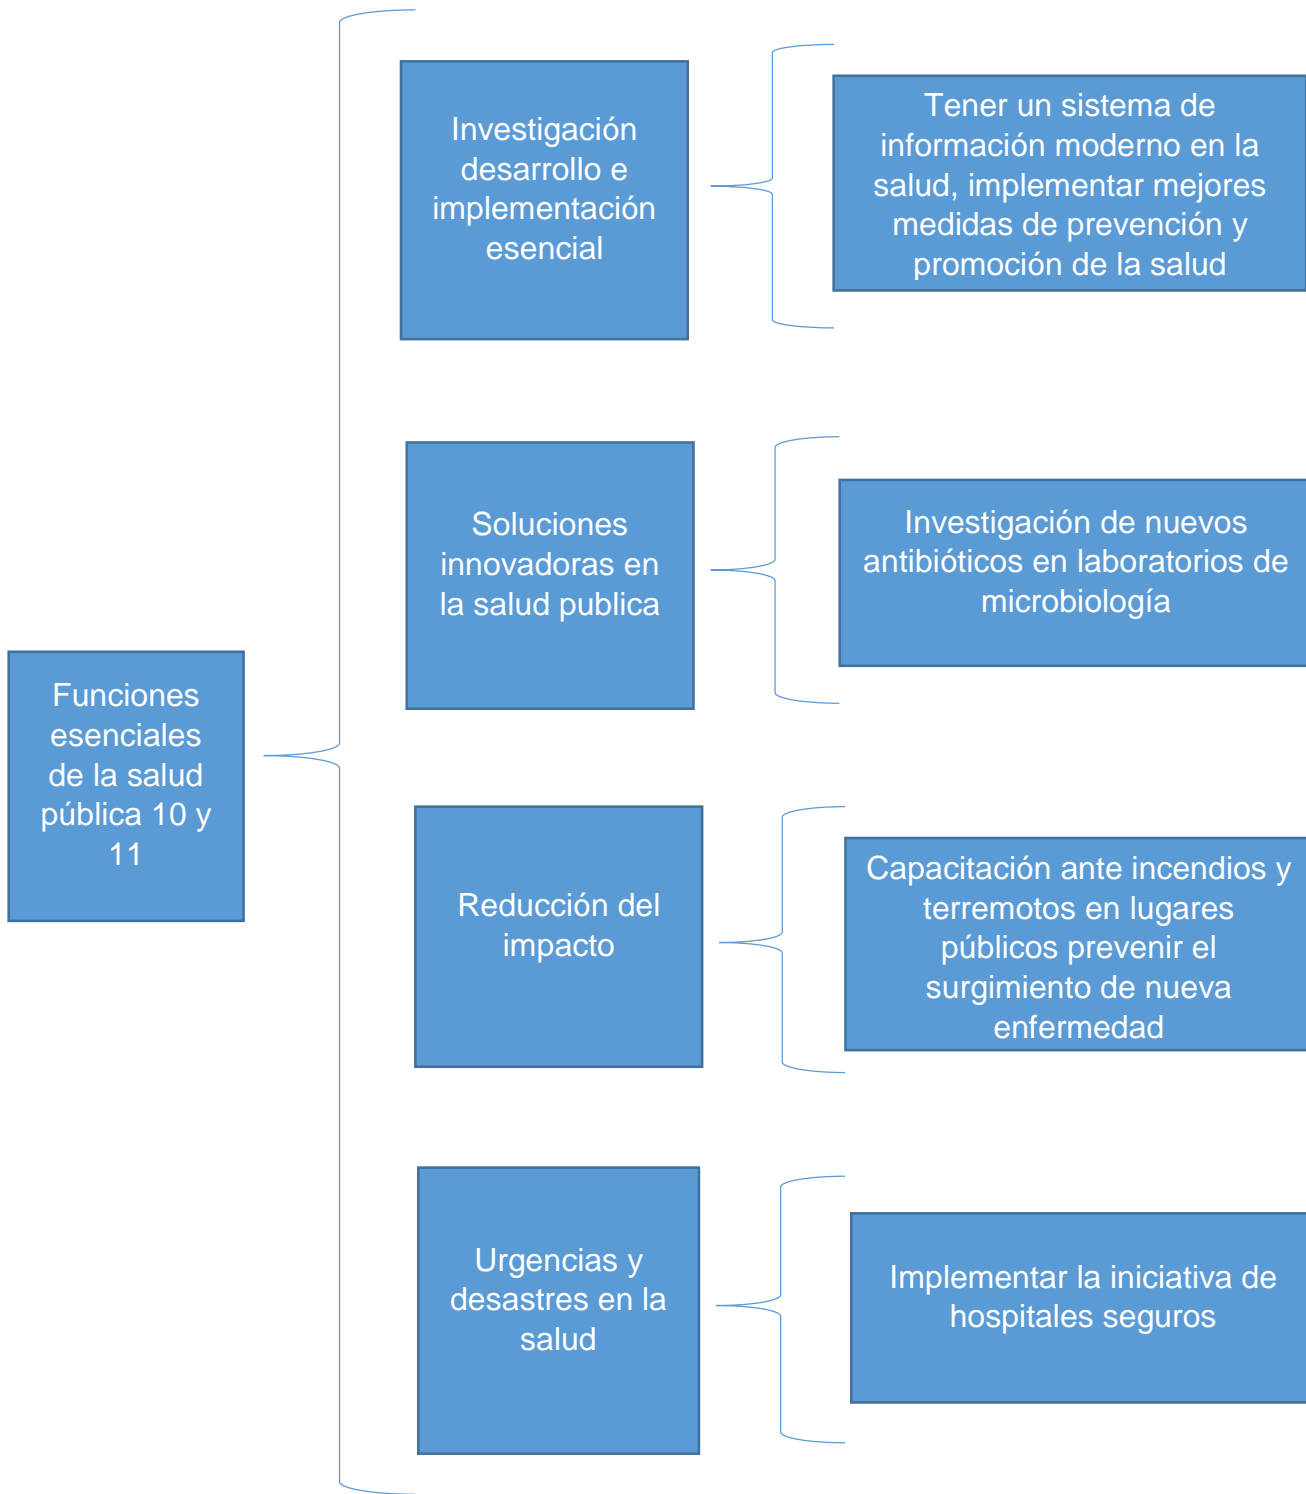 Funciones
esenciales
de la salud
pública 10 y
11
Investigación
desarrollo e
implementación
esencial
Tener un sistema de
información moderno en la
salud, implementar mejores
medidas de prevención y
promoción de la salud
Soluciones
innovadoras en
la salud publica
Investigación de nuevos
antibióticos en laboratorios de
microbiología
Reducción del
impacto
Capacitación ante incendios y
terremotos en lugares
públicos prevenir el
surgimiento de nueva
enfermedad
Urgencias y
desastres en la
salud
Implementar la iniciativa de
hospitales seguros